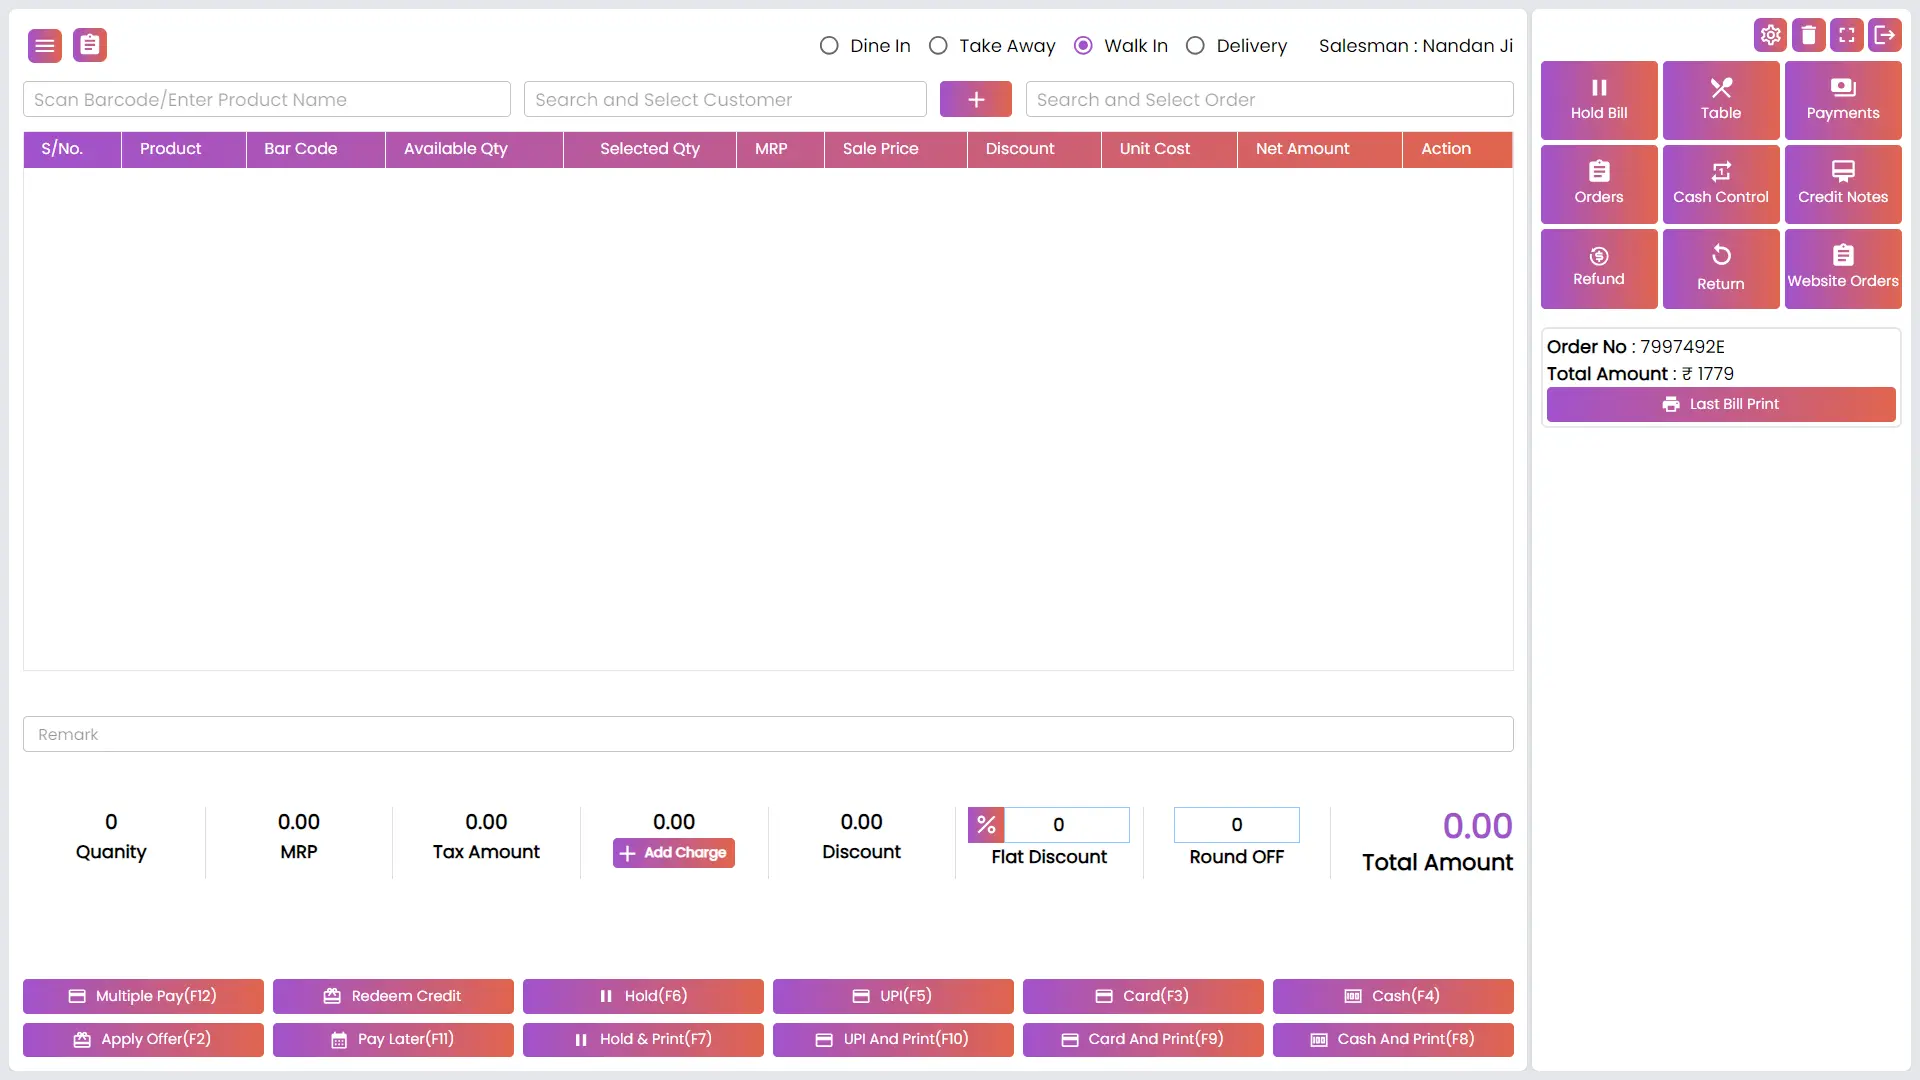 Dine In Take Away Walk In Delivery Salesman : Nandan Ji
Scan Barcode/Enter Product Name Search and Select Customer + Search and Select Order
S/No. Product Bar Code Available Qty Selected Qty MRP Sale Price Discount Unit Cost Net Amount Action
Remark
0 0.00 0.00 0.00 0.00 % 0 0 0.00
Quanity MRP Tax Amount + Add Charge Discount Flat Discount Round OFF Total Amount
Multiple Pay(F12) Redeem Credit Hold(F6) UPI(F5) Card(F3) Cash(F4)
Apply Offer(F2) Pay Later(F11) Hold & Print(F7) UPI And Print(F10) Card And Print(F9) Cash And Print(F8)
Hold Bill Table Payments
Orders Cash Control Credit Notes
Refund Return Website Orders
Order No : 7997492E
Total Amount : ₹ 1779
Last Bill Print